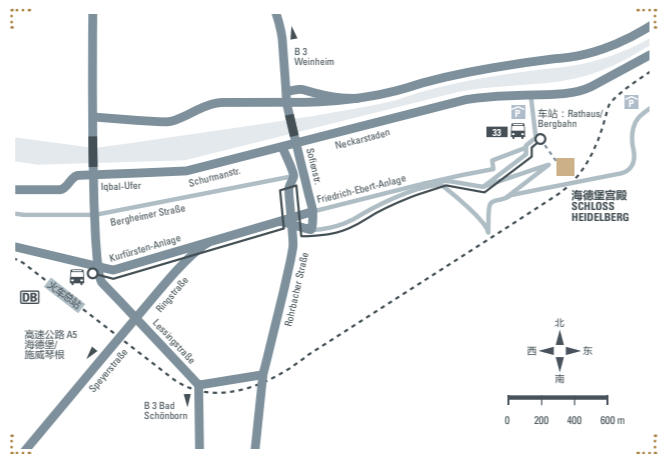 B 3
Weinheim
P
车站：Rathaus/
Bergbahn
33
P
Neckarstaden
Sofienstr.
Iqbal-Ufer
Schurmanstr.
Friedrich-Ebert-Anlage
海德堡宫殿
SCHLOSS
HEIDELBERG
Bergheimer Straße
Kurfürsten-Anlage
DB
火车总站
Ringstraße
Rohrbacher Straße
高速公路 A5
海德堡/
施威琴根
Lessingstraße
Speyerstraße
北
西
东
南
B 3 Bad
Schönborn
0 200 400 600 m